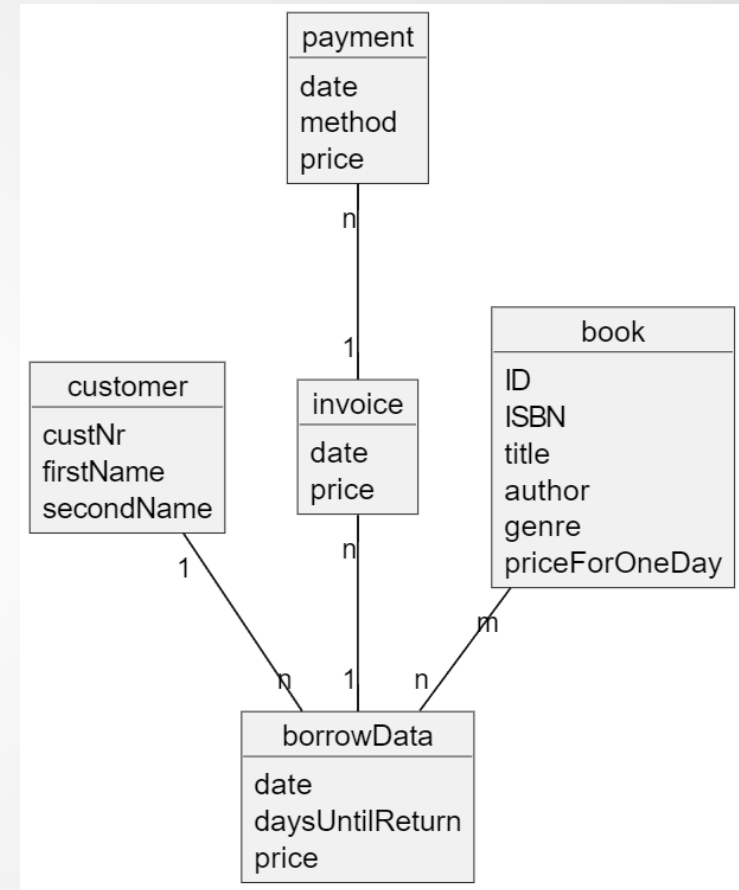 payment
date
method
price
n
1
customer
custNr
firstName
secondName
invoice
date
price
book
ID
ISBN
title
author
genre
priceForOneDay
1
n
n
1
m
n
borrowData
date
daysUntilReturn
price